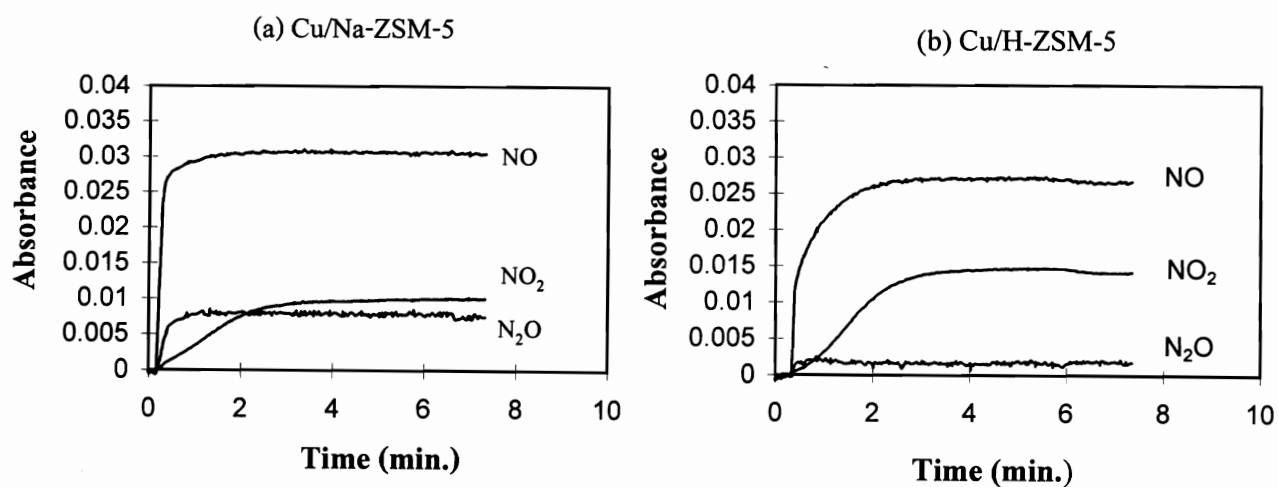 (a) Cu/Na-ZSM-5
Absorbance
0.04
0.035
0.03
0.025
0.02
0.015
0.01
0.005
0
NO
NO₂
N₂O
0 2 4 6 8 10
Time (min.)
(b) Cu/H-ZSM-5
Absorbance
0.04
0.035
0.03
0.025
0.02
0.015
0.01
0.005
0
NO
NO₂
N₂O
0 2 4 6 8 10
Time (min.)